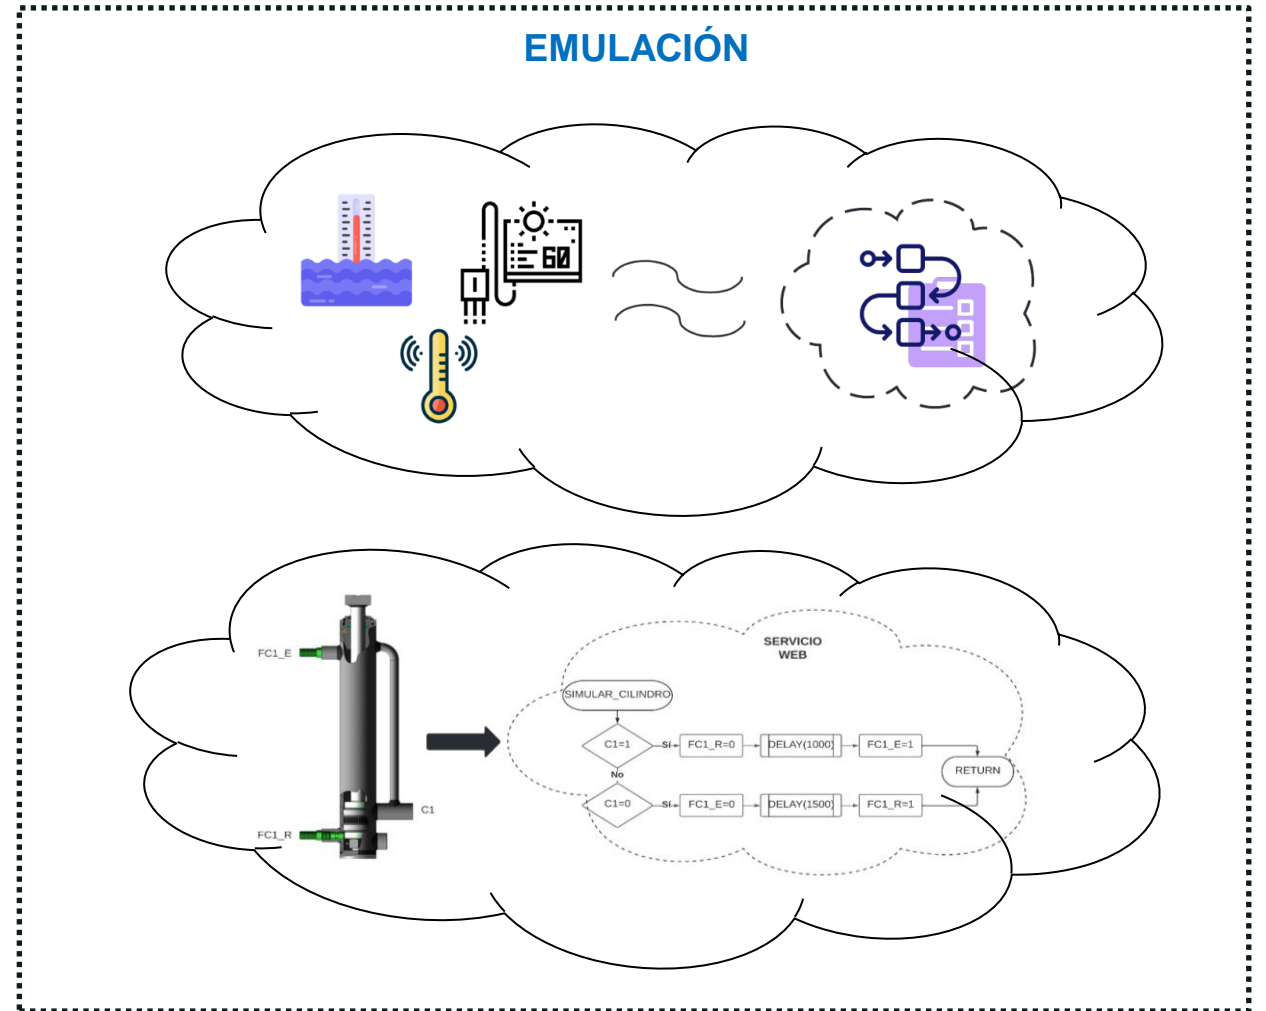 EMULACIÓN
60
SERVICIO
WEB
FC1_E
SIMULAR_CILINDRO
C1=1
Sí
FC1_R=0
DELAY(1000)
FC1_E=1
No
RETURN
C1=0
Sí
FC1_E=0
DELAY(1500)
FC1_R=1
C1
FC1_R